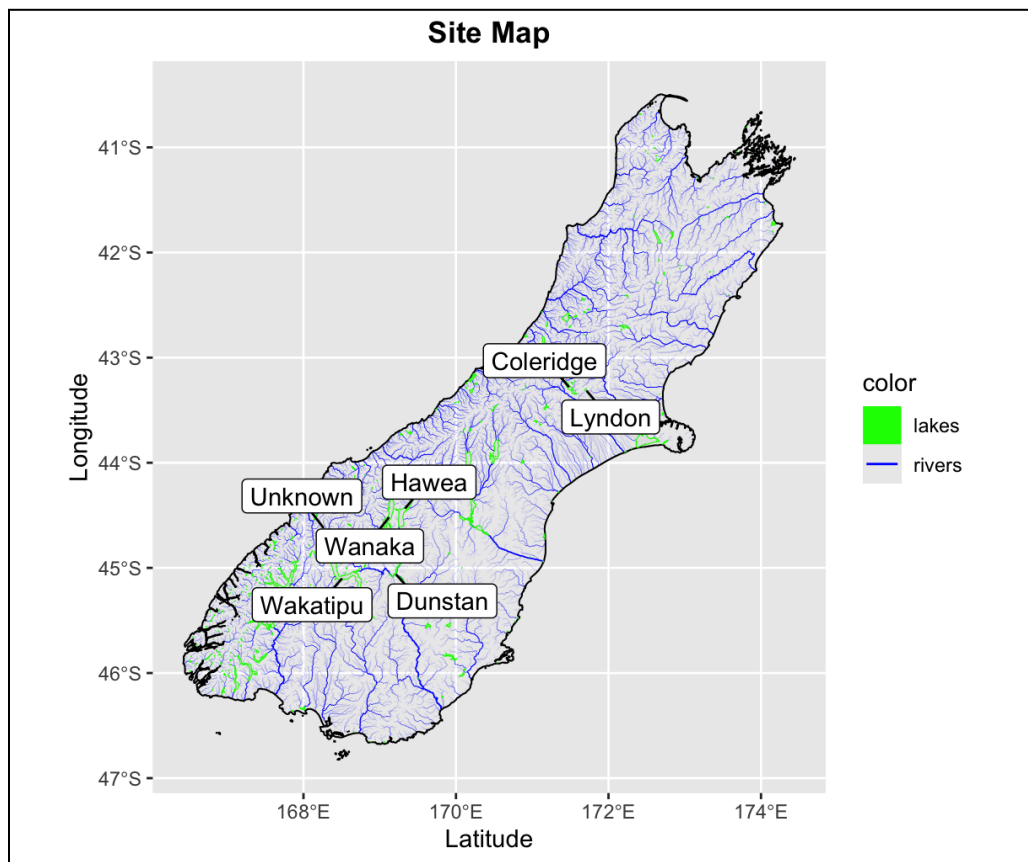 Site Map
41°S
42°S
43°S
44°S
45°S
46°S
47°S
Longitude
Coleridge
Lyndon
Hawea
Unknown
Wanaka
Wakatipu
Dunstan
168°E
170°E
172°E
174°E
Latitude
color
lakes
rivers